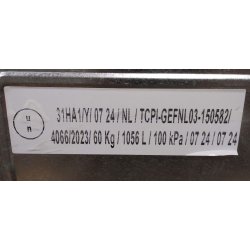 u
n
31HA1/Y/ 07 24 / NL / TCPI-GEFNL03-150582/
4066/2023/ 60 Kg / 1056 L / 100 kPa / 07 24 / 07 24